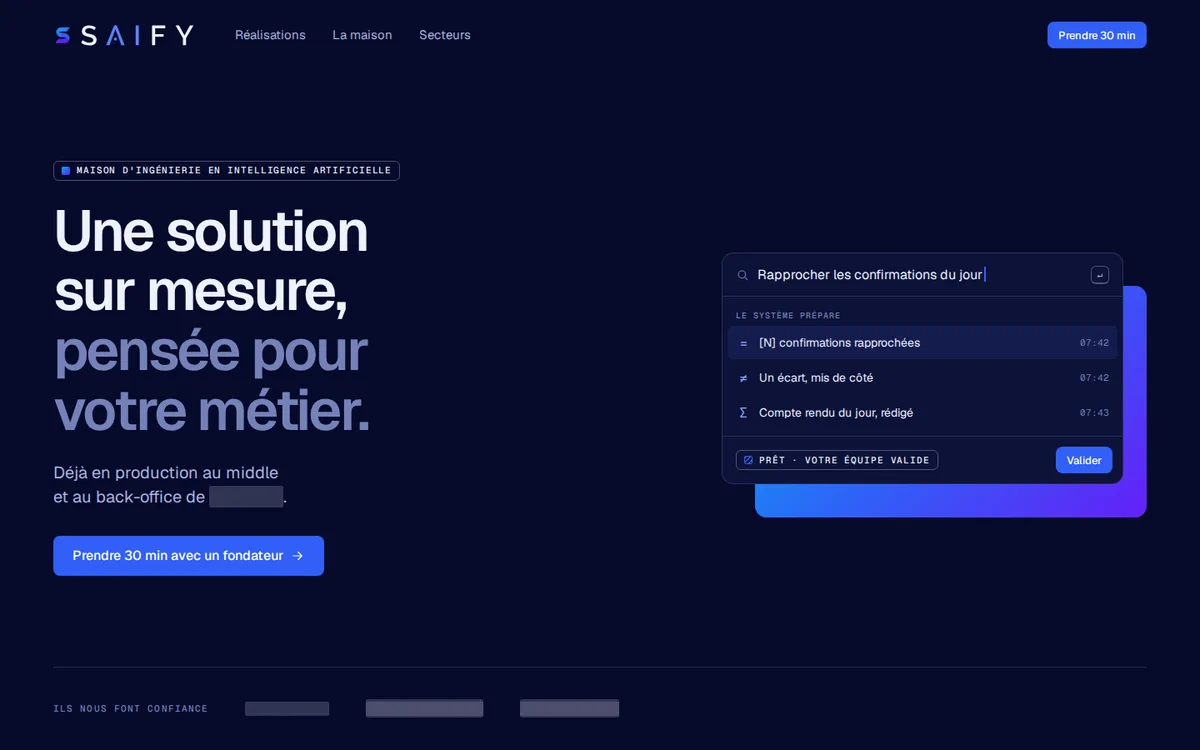 SAIFY
Réalisations
La maison
Secteurs
Prendre 30 min
MAISON D'INGÉNIERIE EN INTELLIGENCE ARTIFICIELLE
Une solution
sur mesure,
pensée pour
votre métier.
Déjà en production au middle
et au back-office de .
Prendre 30 min avec un fondateur →
Rapprocher les confirmations du jour
↵
LE SYSTÈME PRÉPARE
= [N] confirmations rapprochées 07:42
≠ Un écart, mis de côté 07:42
Σ Compte rendu du jour, rédigé 07:43
PRÊT · VOTRE ÉQUIPE VALIDE
Valider
ILS NOUS FONT CONFIANCE